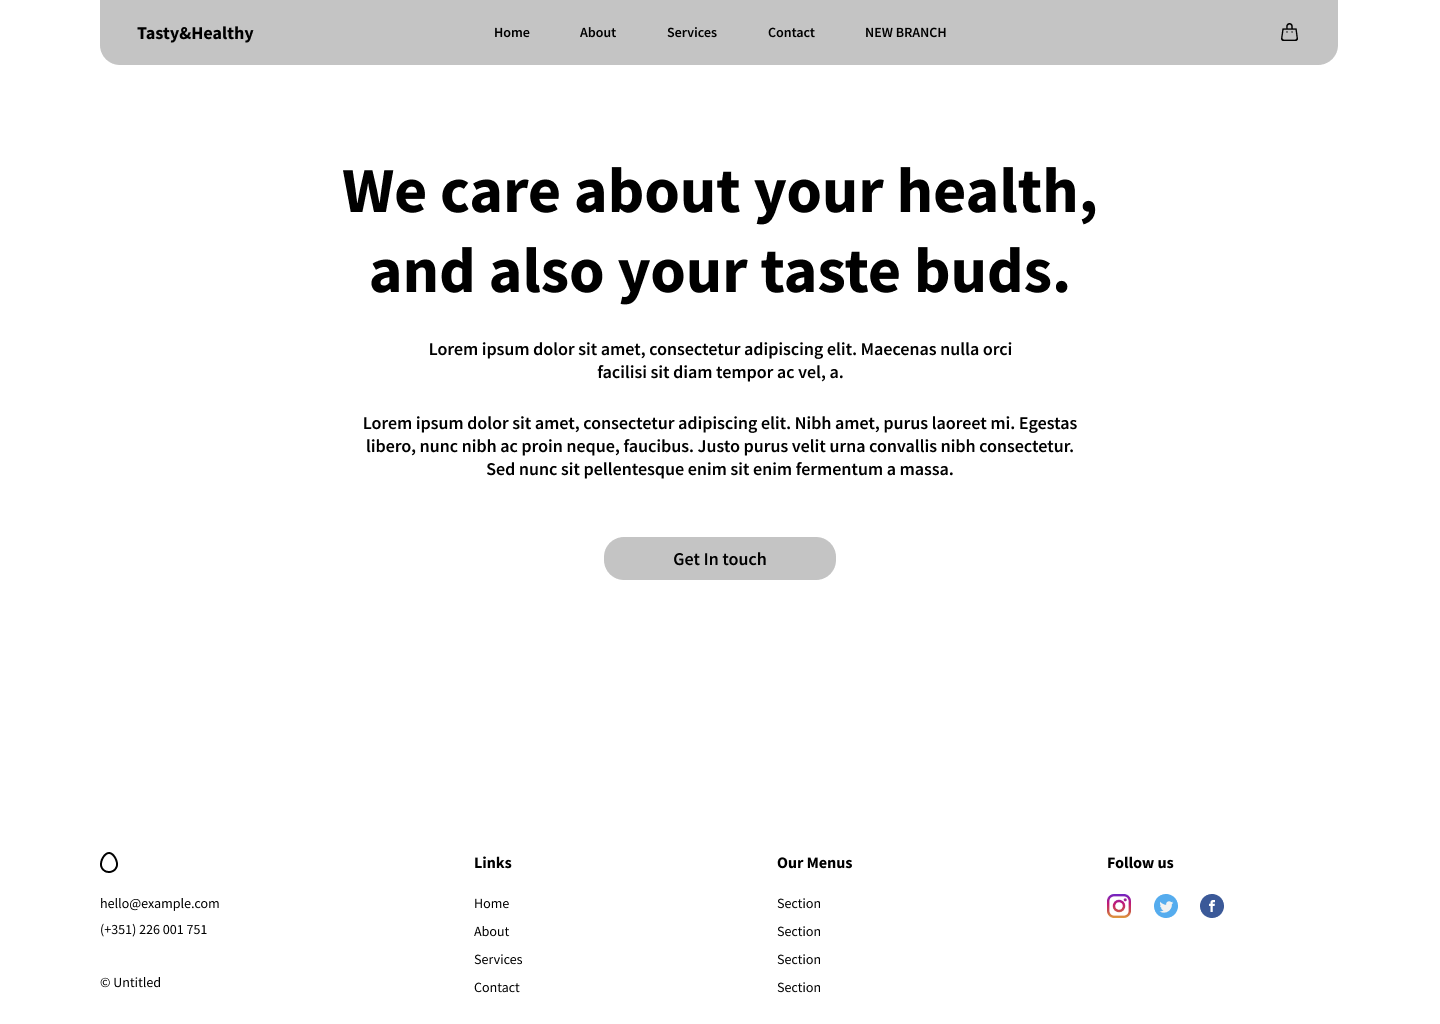 Tasty&Healthy
Home
About
Services
Contact
NEW BRANCH
We care about your health,
and also your taste buds.
Lorem ipsum dolor sit amet, consectetur adipiscing elit. Maecenas nulla orci
facilisi sit diam tempor ac vel, a.
Lorem ipsum dolor sit amet, consectetur adipiscing elit. Nibh amet, purus laoreet mi. Egestas
libero, nunc nibh ac proin neque, faucibus. Justo purus velit urna convallis nibh consectetur.
Sed nunc sit pellentesque enim sit enim fermentum a massa.
Get In touch
hello@example.com
(+351) 226 001 751
© Untitled
Links
Home
About
Services
Contact
Our Menus
Section
Section
Section
Section
Follow us